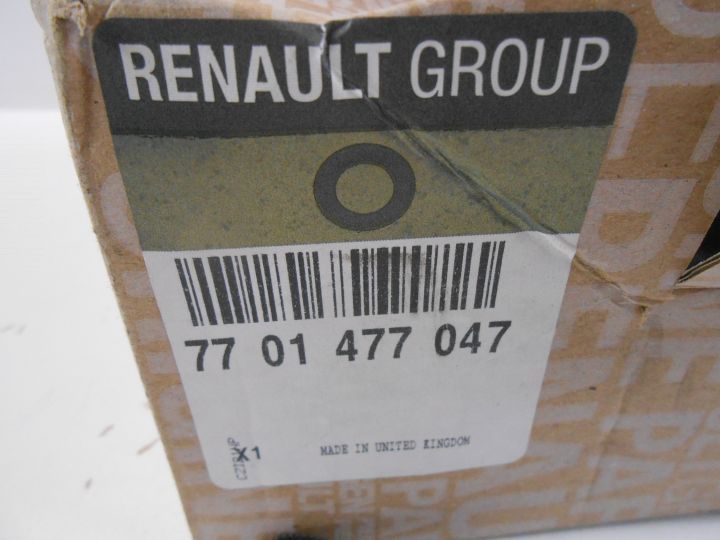 RENAULT GROUP
77 01 477 047
X1
MADE IN UNITED KINGDOM